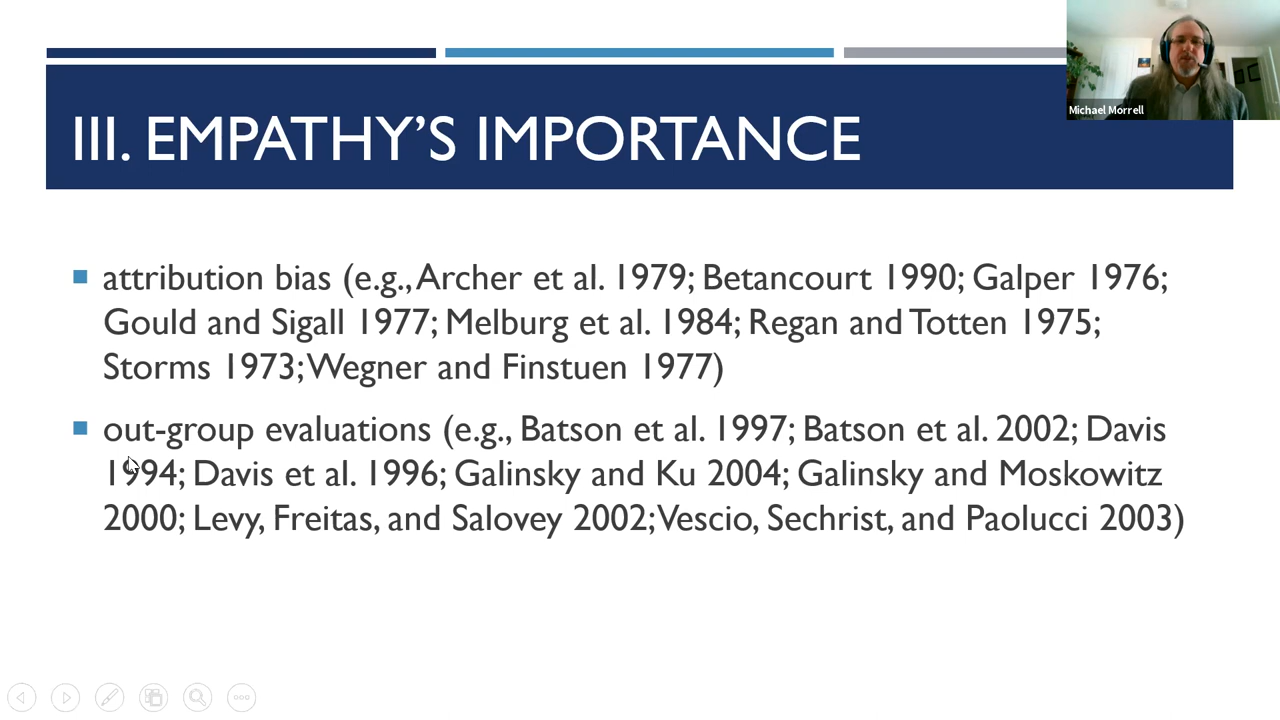 Michael Morrell
III. EMPATHY'S IMPORTANCE
attribution bias (e.g., Archer et al. 1979; Betancourt 1990; Galper 1976;
Gould and Sigall 1977; Melburg et al. 1984; Regan and Totten 1975;
Storms 1973; Wegner and Finstuen 1977)
out-group evaluations (e.g., Batson et al. 1997; Batson et al. 2002; Davis
1994; Davis et al. 1996; Galinsky and Ku 2004; Galinsky and Moskowitz
2000; Levy, Freitas, and Salovey 2002; Vescio, Sechrist, and Paolucci 2003)